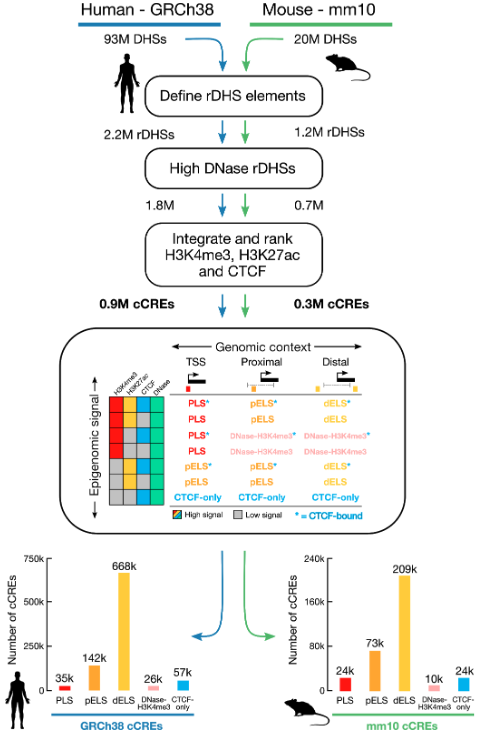 Human - GRCh38 Mouse - mm10
93M DHSs 20M DHSs
Define rDHS elements
2.2M rDHSs 1.2M rDHSs
High DNase rDHSs
1.8M 0.7M
Integrate and rank
H3K4me3, H3K27ac
and CTCF
0.9M cCREs 0.3M cCREs
Genomic context
TSS Proximal Distal
H3K4me3 H3K27ac CTCF DNase
Epigenomic signal
PLS* pELS* dELS*
PLS pELS dELS
PLS* DNase-H3K4me3* DNase-H3K4me3*
PLS DNase-H3K4me3 DNase-H3K4me3
pELS* pELS* dELS*
pELS pELS dELS
CTCF-only CTCF-only CTCF-only
High signal Low signal * = CTCF-bound
Number of cCREs
750k
500k
250k
0
35k 142k 668k 26k 57k
PLS pELS dELS DNase-H3K4me3 CTCF-only
GRCh38 cCREs
Number of cCREs
240k
160k
80k
0
24k 73k 209k 10k 24k
PLS pELS dELS DNase-H3K4me3 CTCF-only
mm10 cCREs